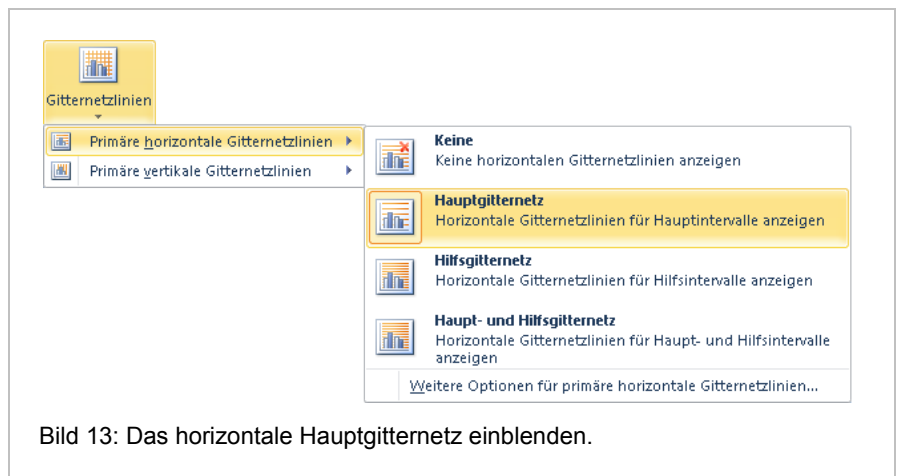 Gitternetzlinien
Primäre horizontale Gitternetzlinien
Primäre vertikale Gitternetzlinien
Keine
Keine horizontalen Gitternetzlinien anzeigen
Hauptgitternetz
Horizontale Gitternetzlinien für Hauptintervalle anzeigen
Hilfsgitternetz
Horizontale Gitternetzlinien für Hilfsintervalle anzeigen
Haupt- und Hilfsgitternetz
Horizontale Gitternetzlinien für Haupt- und Hilfsintervalle
anzeigen
Weitere Optionen für primäre horizontale Gitternetzlinien...
Bild 13: Das horizontale Hauptgitternetz einblenden.